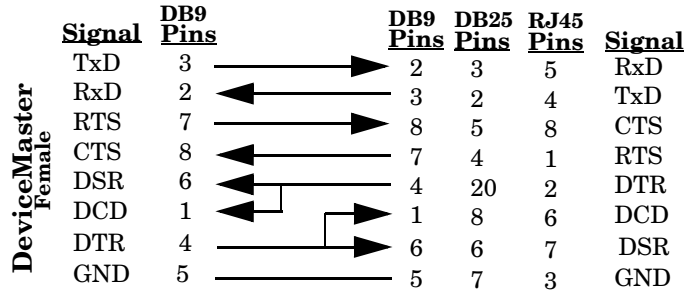 DB9 DB9 DB25 RJ45
Signal Pins Pins Pins Pins Signal
TxD 3 2 3 5 RxD
RxD 2 3 2 4 TxD
RTS 7 8 5 8 CTS
CTS 8 7 4 1 RTS
DSR 6 4 20 2 DTR
DCD 1 1 8 6 DCD
DTR 4 6 6 7 DSR
GND 5 5 7 3 GND
DeviceMaster
Female